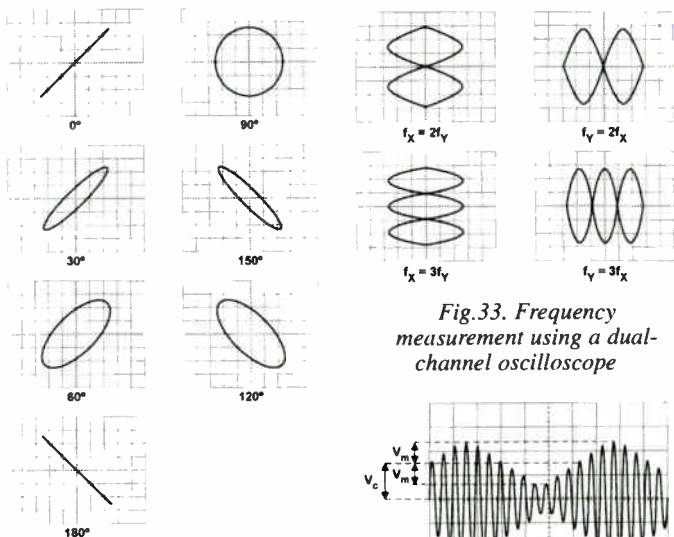 0°
90°
30°
150°
60°
120°
180°
fX = 2fY
fY = 2fX
fX = 3fY
fY = 3fX
Fig.33. Frequency
measurement using a dual-
channel oscilloscope
Vm
Vm
Vc